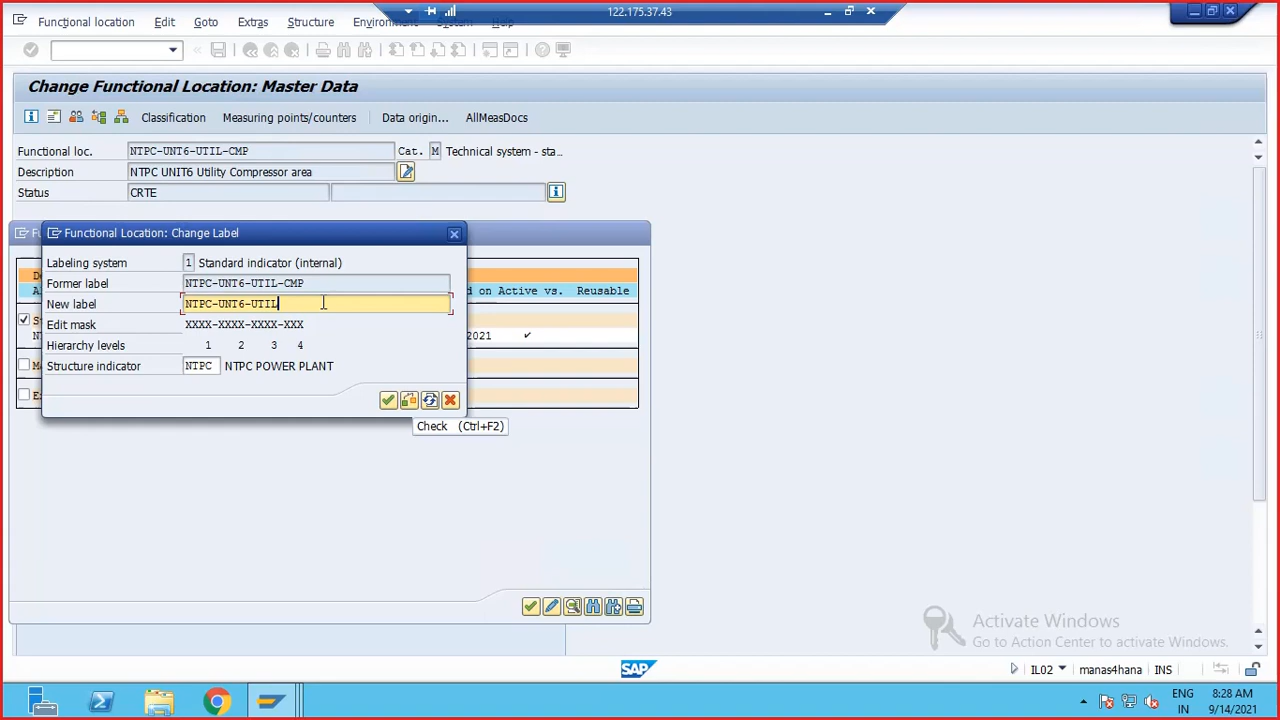 Functional location Edit Goto Extras Structure Environment System Help
122.175.37.43
Change Functional Location: Master Data
Classification Measuring points/counters Data origin... AllMeasDocs
Functional loc. NTPC-UNT6-UTIL-CMP Cat. M Technical system - sta...
Description NTPC UNIT6 Utility Compressor area
Status CRTE
Functional Location: Change Label
Labeling system 1 Standard indicator (internal)
Former label NTPC-UNT6-UTIL-CMP
d on Active vs. Reusable
New label NTPC-UNT6-UTIL
Edit mask XXXX-XXXX-XXXX-XXX
2021
Hierarchy levels 1 2 3 4
Structure indicator NTPC NTPC POWER PLANT
Check (Ctrl+F2)
Activate Windows
Go to Action Center to activate Windows.
SAP
IL02 manas4hana INS
ENG 8:28 AM
IN 9/14/2021